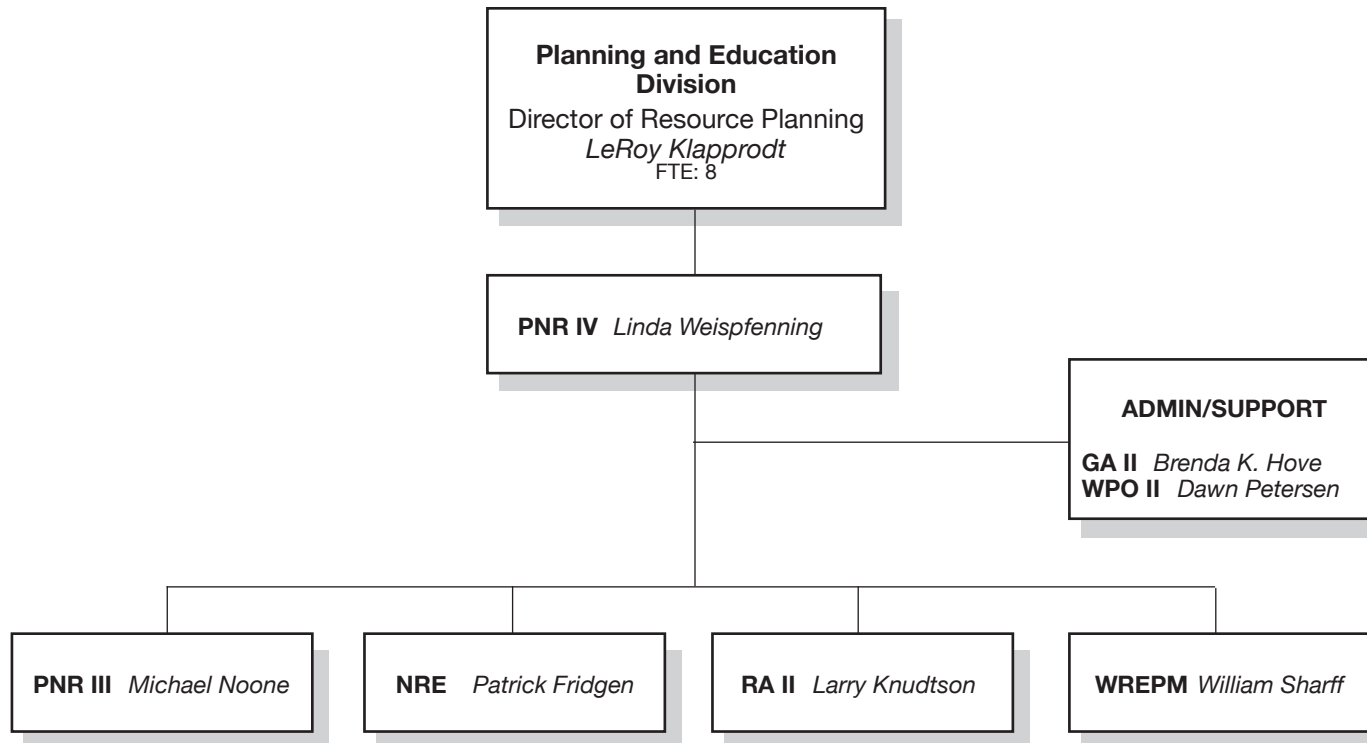 Planning and Education
Division
Director of Resource Planning
LeRoy Klapprodt
FTE: 8
PNR IV Linda Weispfenning
ADMIN/SUPPORT
GA II Brenda K. Hove
WPO II Dawn Petersen
PNR III Michael Noone
NRE Patrick Fridgen
RA II Larry Knudtson
WREPM William Sharff